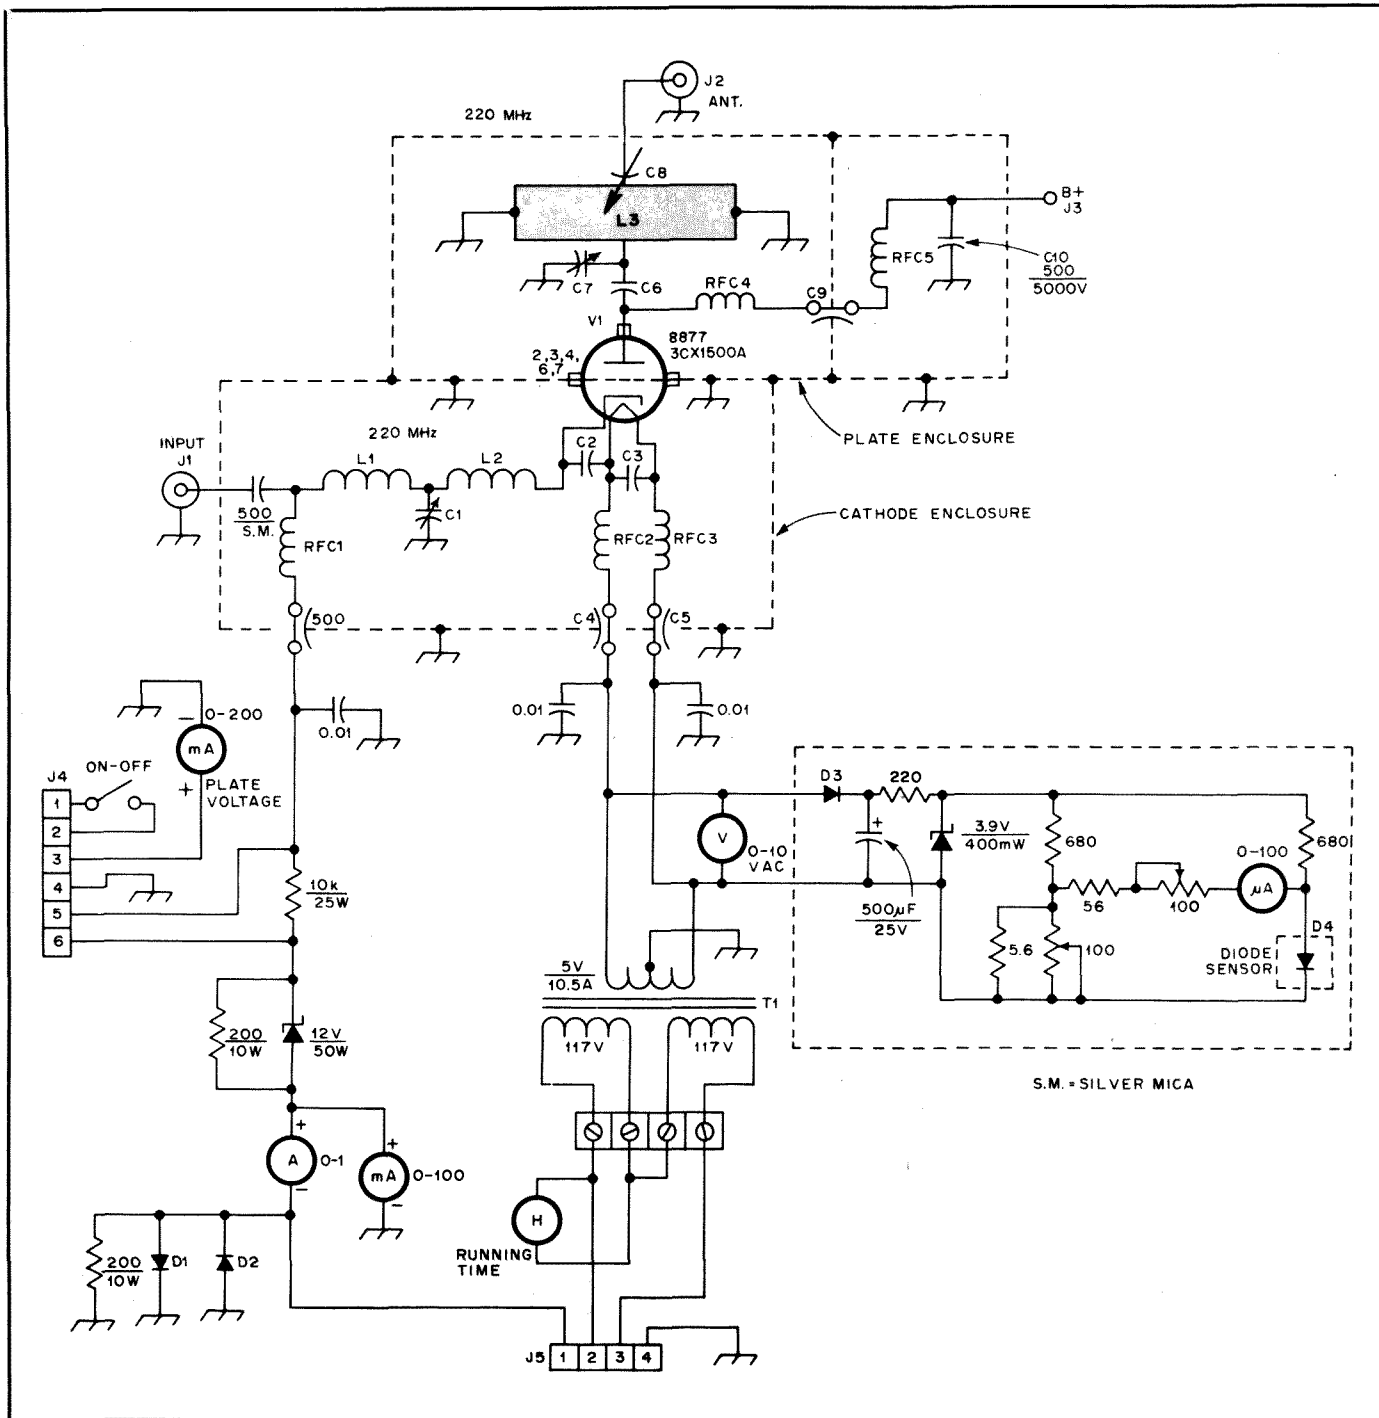 J2
ANT.
220 MHz
C8
L3
B+
J3
RFC5
C10
500
5000V
C7
C6
RFC4
C9
V1
8877
3CX1500A
2,3,4,
6,7
PLATE ENCLOSURE
220 MHz
INPUT
J1
L1
L2
C2
C3
500
S.M.
C1
CATHODE ENCLOSURE
RFC1
RFC2
RFC3
500
C4
C5
0-200
−
mA
+
PLATE
VOLTAGE
0.01
0.01
0.01
J4
ON-OFF
1
2
3
4
5
6
10k
25W
D3
220
+
3.9V
400mW
680
680
V
0-10
VAC
500µF
25V
56
100
0-100
µA
5.6
100
D4
DIODE
SENSOR
5V
10.5A
T1
200
10W
12V
50W
117V
117V
S.M. = SILVER MICA
+
A
0-1
−
+
mA
0-100
−
H
RUNNING
TIME
200
10W
D1
D2
J5
1
2
3
4